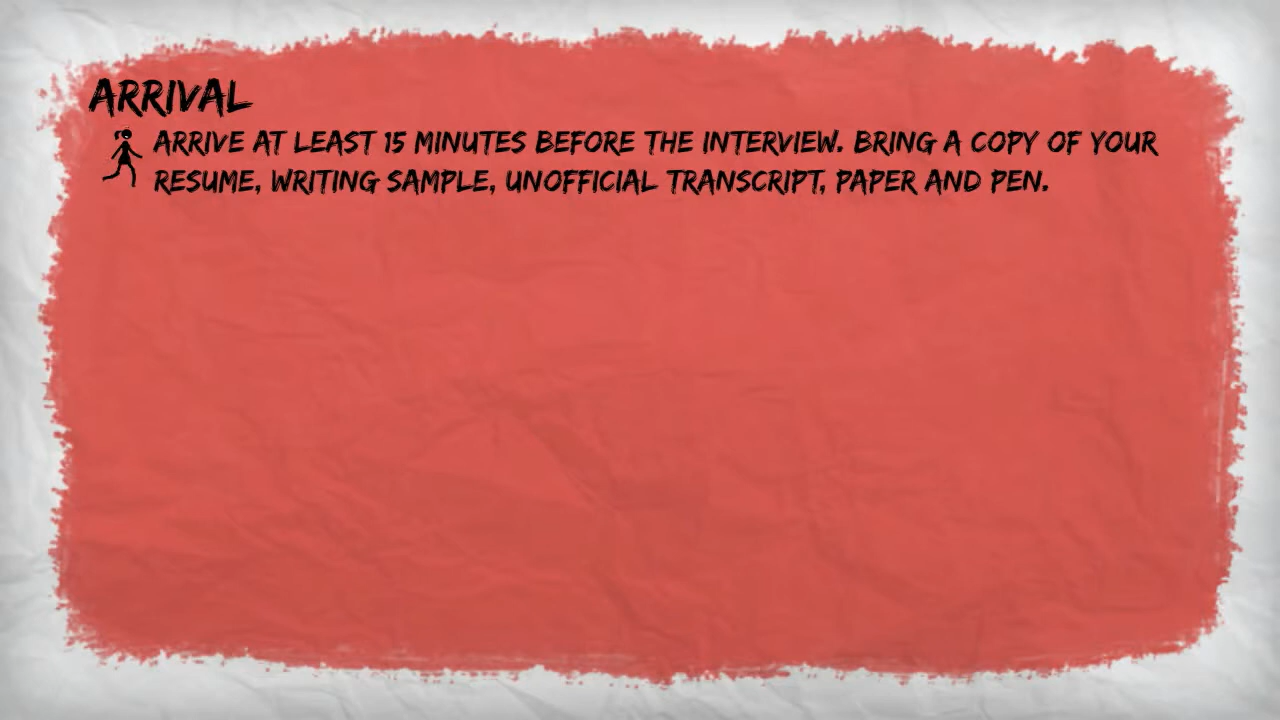 ARRIVAL
ARRIVE AT LEAST 15 MINUTES BEFORE THE INTERVIEW. BRING A COPY OF YOUR
RESUME, WRITING SAMPLE, UNOFFICIAL TRANSCRIPT, PAPER AND PEN.